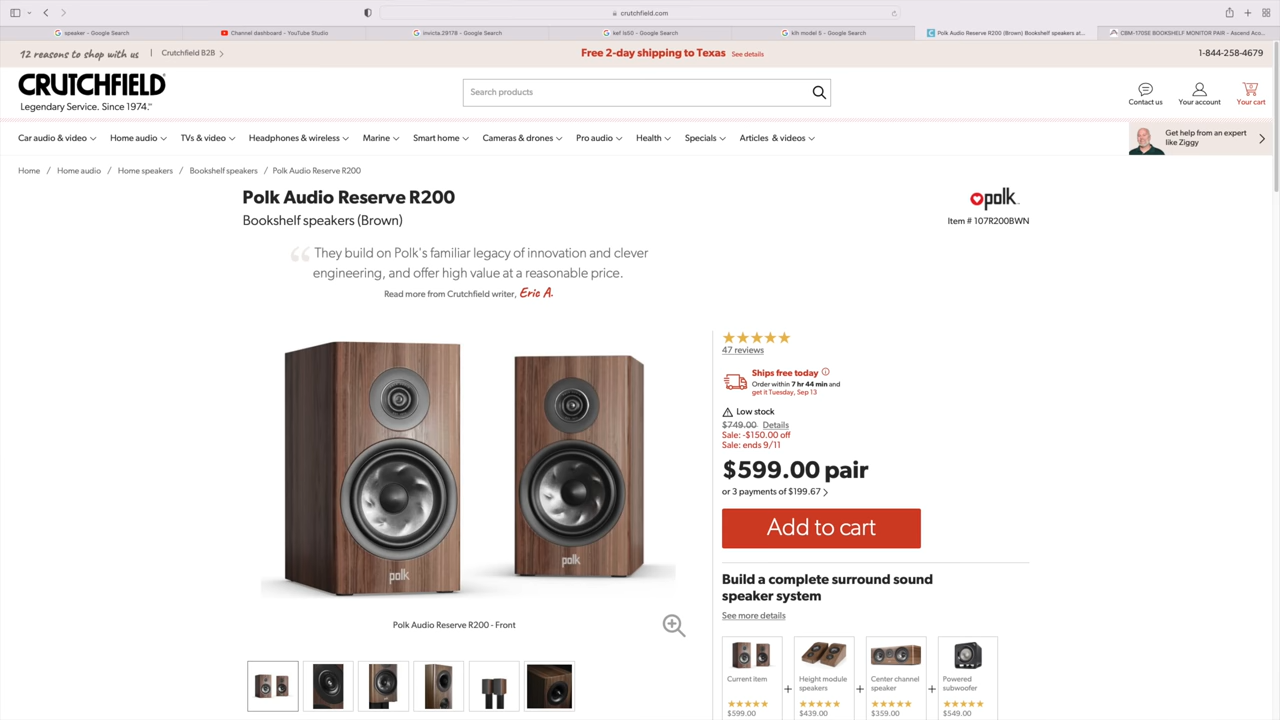 crutchfield.com
speaker - Google Search
Channel dashboard - YouTube Studio
invicta.29178 - Google Search
kef ls50 - Google Search
klh model 5 - Google Search
Polk Audio Reserve R200 (Brown) Bookshelf speakers at...
CBM-170SE BOOKSHELF MONITOR PAIR – Ascend Aco...
12 reasons to shop with us
Crutchfield B2B
Free 2-day shipping to Texas See details
1-844-258-4679
CRUTCHFIELD
Legendary Service. Since 1974.
Search products
Contact us
Your account
0
Your cart
Car audio & video
Home audio
TVs & video
Headphones & wireless
Marine
Smart home
Cameras & drones
Pro audio
Health
Specials
Articles & videos
Get help from an expert
like Ziggy
Home / Home audio / Home speakers / Bookshelf speakers / Polk Audio Reserve R200
Polk Audio Reserve R200
Bookshelf speakers (Brown)
polk
Item # 107R200BWN
“ They build on Polk's familiar legacy of innovation and clever
engineering, and offer high value at a reasonable price.
Read more from Crutchfield writer, Eric A.
polk
polk
Polk Audio Reserve R200 - Front
47 reviews
Ships free today
Order within 7 hr 44 min and
get it Tuesday, Sep 13
Low stock
$749.00 Details
Sale: -$150.00 off
Sale: ends 9/11
$599.00 pair
or 3 payments of $199.67
Add to cart
Build a complete surround sound
speaker system
See more details
Current item
$599.00
+
Height module
speakers
$439.00
+
Center channel
speaker
$359.00
+
Powered
subwoofer
$549.00